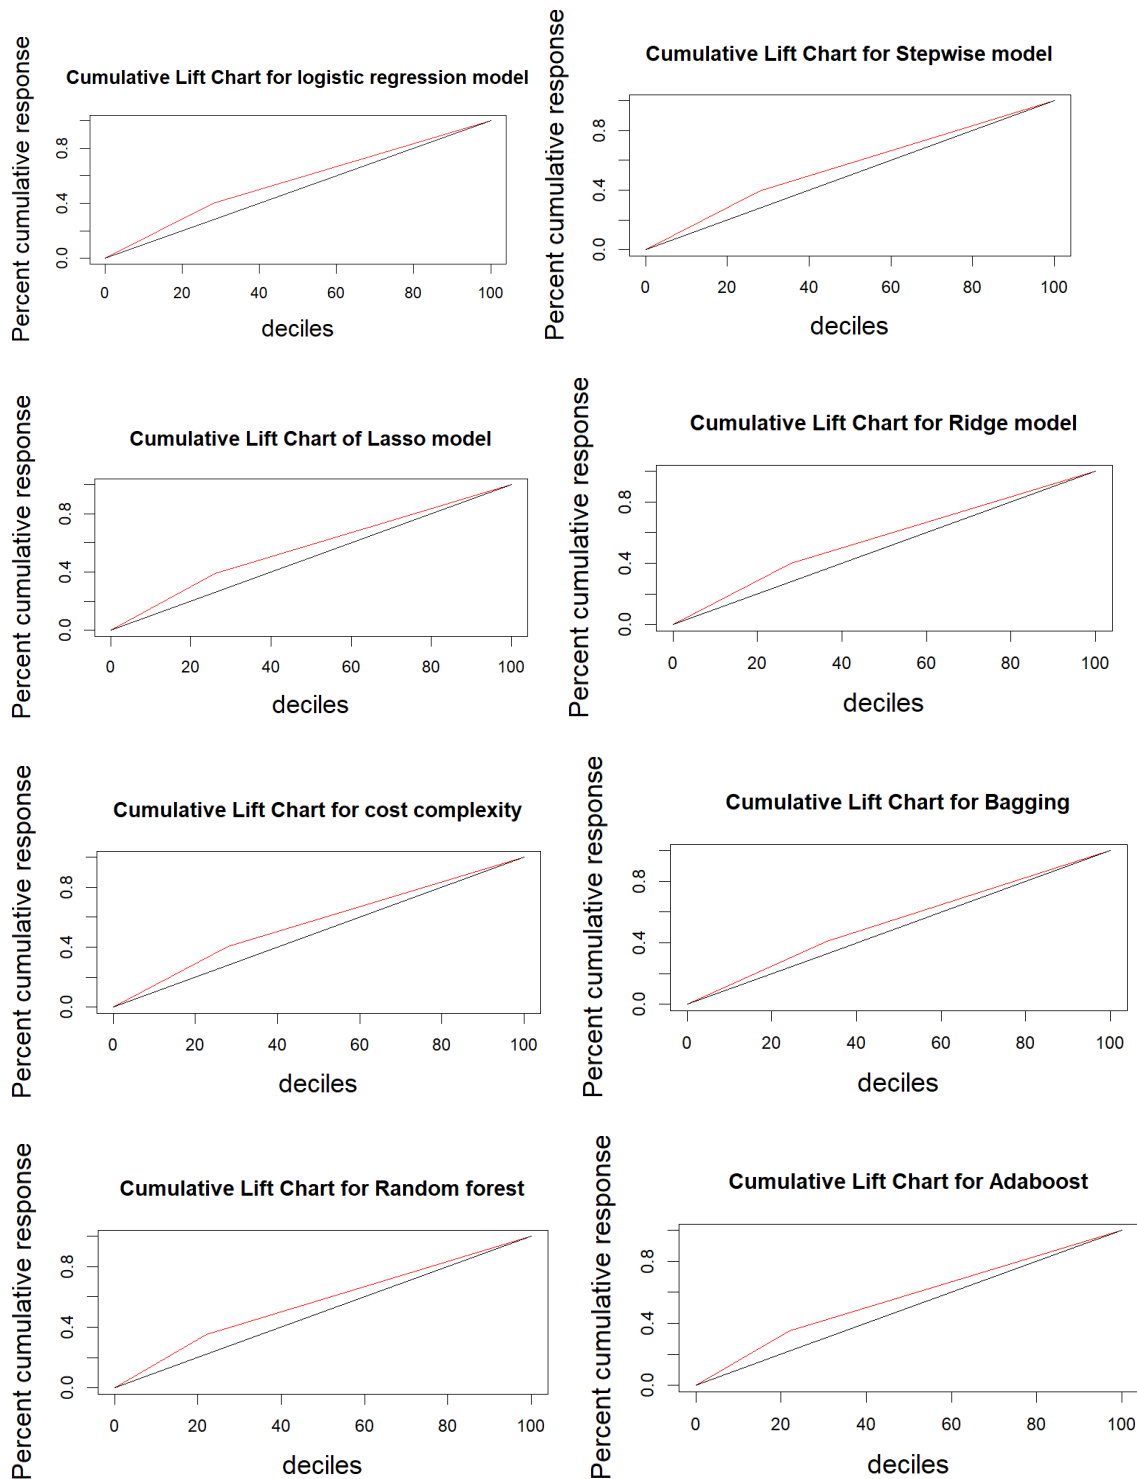 Cumulative Lift Chart for logistic regression model
Percent cumulative response
0.0 0.4 0.8
0 20 40 60 80 100
deciles
Cumulative Lift Chart for Stepwise model
Percent cumulative response
0.0 0.4 0.8
0 20 40 60 80 100
deciles
Cumulative Lift Chart of Lasso model
Percent cumulative response
0.0 0.4 0.8
0 20 40 60 80 100
deciles
Cumulative Lift Chart for Ridge model
Percent cumulative response
0.0 0.4 0.8
0 20 40 60 80 100
deciles
Cumulative Lift Chart for cost complexity
Percent cumulative response
0.0 0.4 0.8
0 20 40 60 80 100
deciles
Cumulative Lift Chart for Bagging
Percent cumulative response
0.0 0.4 0.8
0 20 40 60 80 100
deciles
Cumulative Lift Chart for Random forest
Percent cumulative response
0.0 0.4 0.8
0 20 40 60 80 100
deciles
Cumulative Lift Chart for Adaboost
Percent cumulative response
0.0 0.4 0.8
0 20 40 60 80 100
deciles